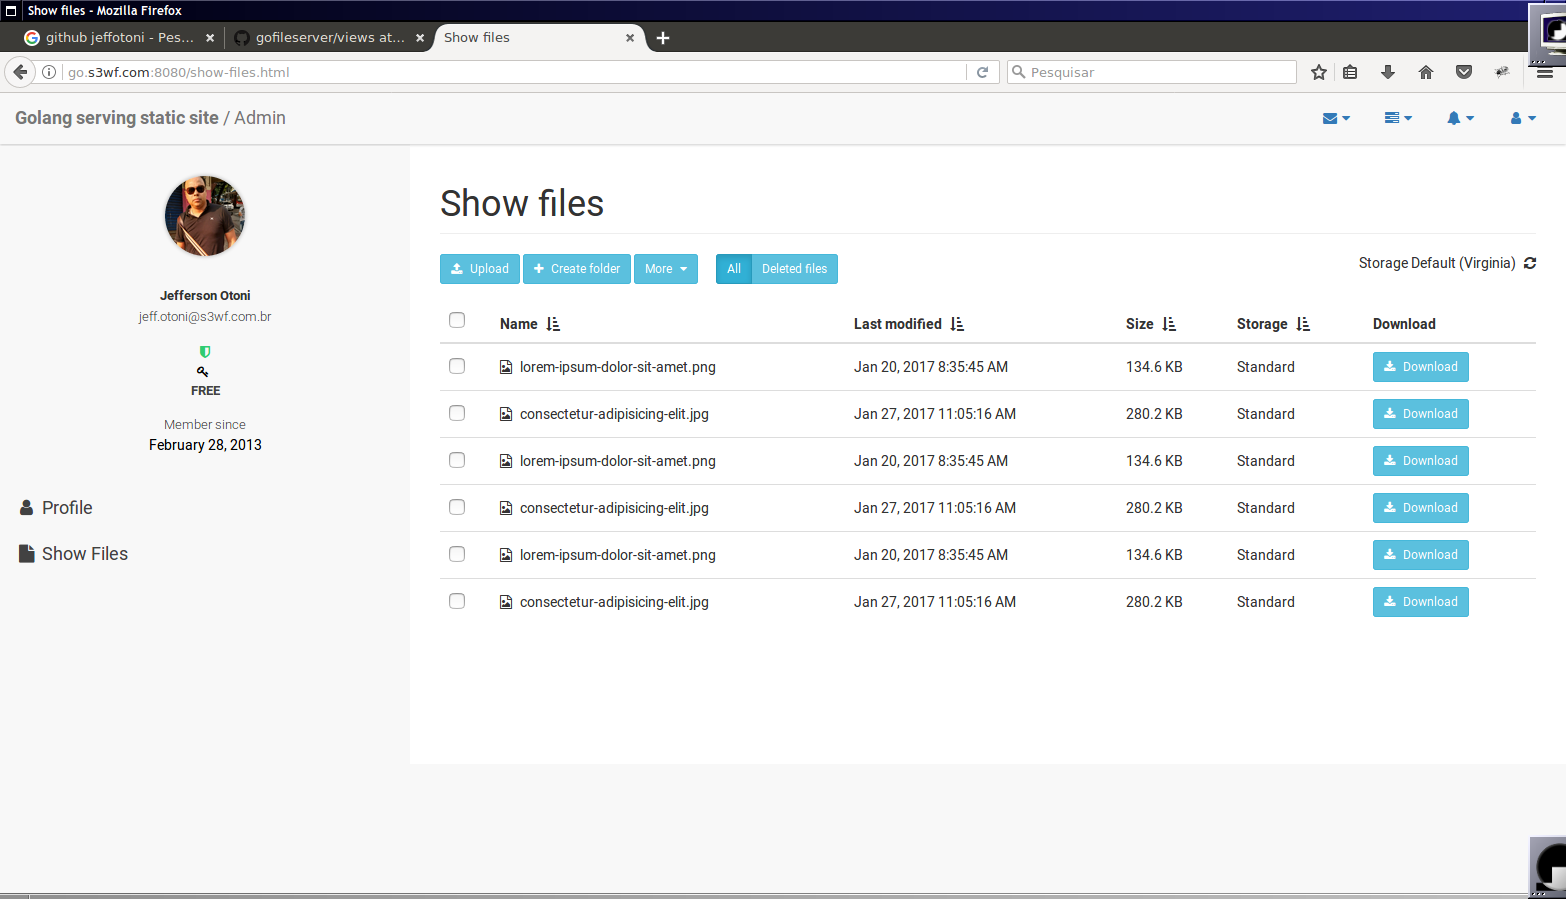 Show files - Mozilla Firefox
github jeffotoni - Pes...
gofileserver/views at...
Show files
go.s3wf.com:8080/show-files.html
Pesquisar
Golang serving static site / Admin
Jefferson Otoni
jeff.otoni@s3wf.com.br
FREE
Member since
February 28, 2013
Profile
Show Files
Show files
Upload
Create folder
More
All
Deleted files
Storage Default (Virginia)
Name Last modified Size Storage Download
lorem-ipsum-dolor-sit-amet.png Jan 20, 2017 8:35:45 AM 134.6 KB Standard Download
consectetur-adipisicing-elit.jpg Jan 27, 2017 11:05:16 AM 280.2 KB Standard Download
lorem-ipsum-dolor-sit-amet.png Jan 20, 2017 8:35:45 AM 134.6 KB Standard Download
consectetur-adipisicing-elit.jpg Jan 27, 2017 11:05:16 AM 280.2 KB Standard Download
lorem-ipsum-dolor-sit-amet.png Jan 20, 2017 8:35:45 AM 134.6 KB Standard Download
consectetur-adipisicing-elit.jpg Jan 27, 2017 11:05:16 AM 280.2 KB Standard Download